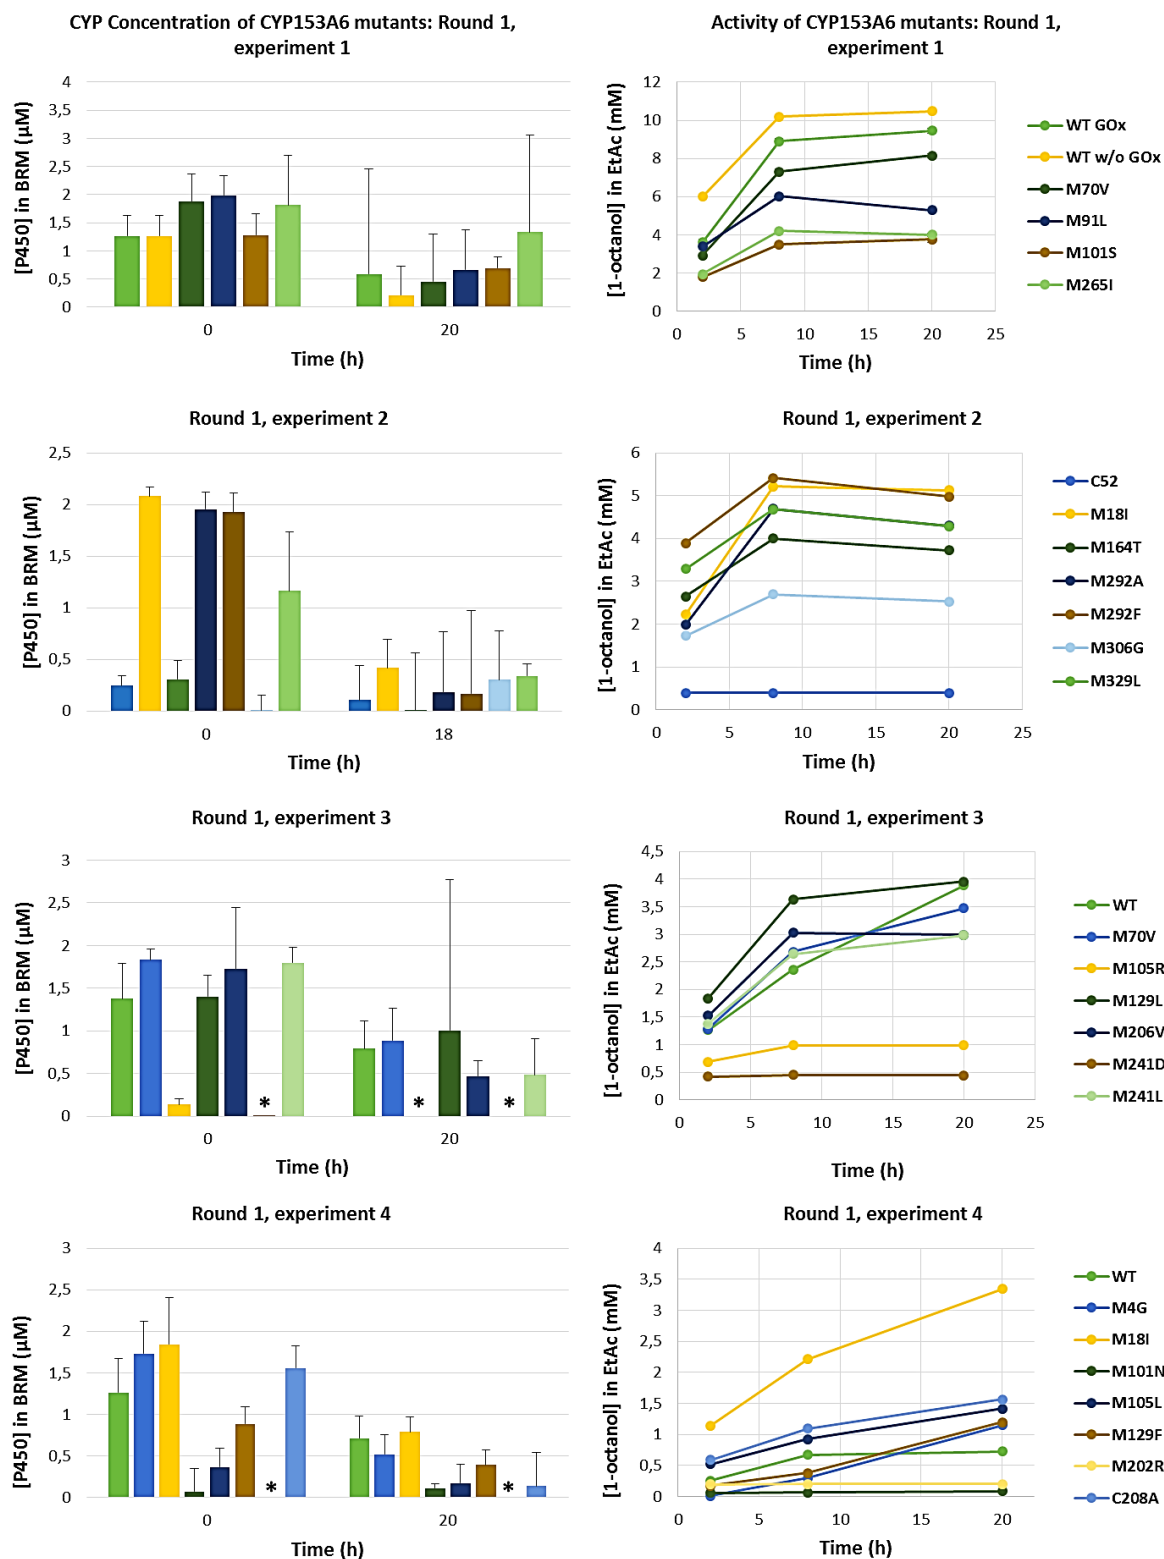 CYP Concentration of CYP153A6 mutants: Round 1,
experiment 1
[P450] in BRM (µM)
4
3,5
3
2,5
2
1,5
1
0,5
0
0
20
Time (h)
Activity of CYP153A6 mutants: Round 1,
experiment 1
[1-octanol] in EtAc (mM)
12
10
8
6
4
2
0
0
5
10
15
20
25
Time (h)
WT GOx
WT w/o GOx
M70V
M91L
M101S
M265I
Round 1, experiment 2
[P450] in BRM (µM)
2,5
2
1,5
1
0,5
0
0
18
Time (h)
Round 1, experiment 2
[1-octanol] in EtAc (mM)
6
5
4
3
2
1
0
0
5
10
15
20
25
Time (h)
C52
M18I
M164T
M292A
M292F
M306G
M329L
Round 1, experiment 3
[P450] in BRM (µM)
3
2,5
2
1,5
1
0,5
0
*
*
*
0
20
Time (h)
Round 1, experiment 3
[1-octanol] in EtAc (mM)
4,5
4
3,5
3
2,5
2
1,5
1
0,5
0
0
5
10
15
20
25
Time (h)
WT
M70V
M105R
M129L
M206V
M241D
M241L
Round 1, experiment 4
[P450] in BRM (µM)
3
2,5
2
1,5
1
0,5
0
*
*
0
20
Time (h)
Round 1, experiment 4
[1-octanol] in EtAc (mM)
4
3,5
3
2,5
2
1,5
1
0,5
0
0
5
10
15
20
Time (h)
WT
M4G
M18I
M101N
M105L
M129F
M202R
C208A